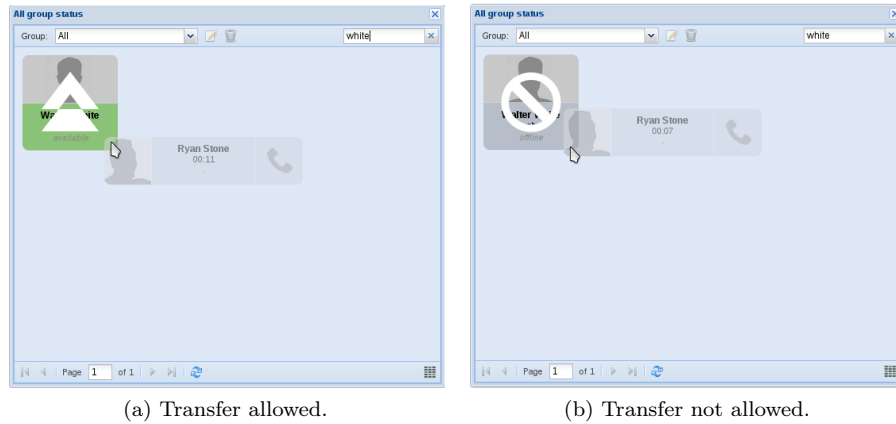 All group status
Group: All white
available
Ryan Stone
00:11
Page 1 of 1
(a) Transfer allowed.
All group status
Group: All white
offline
Ryan Stone
00:07
Page 1 of 1
(b) Transfer not allowed.